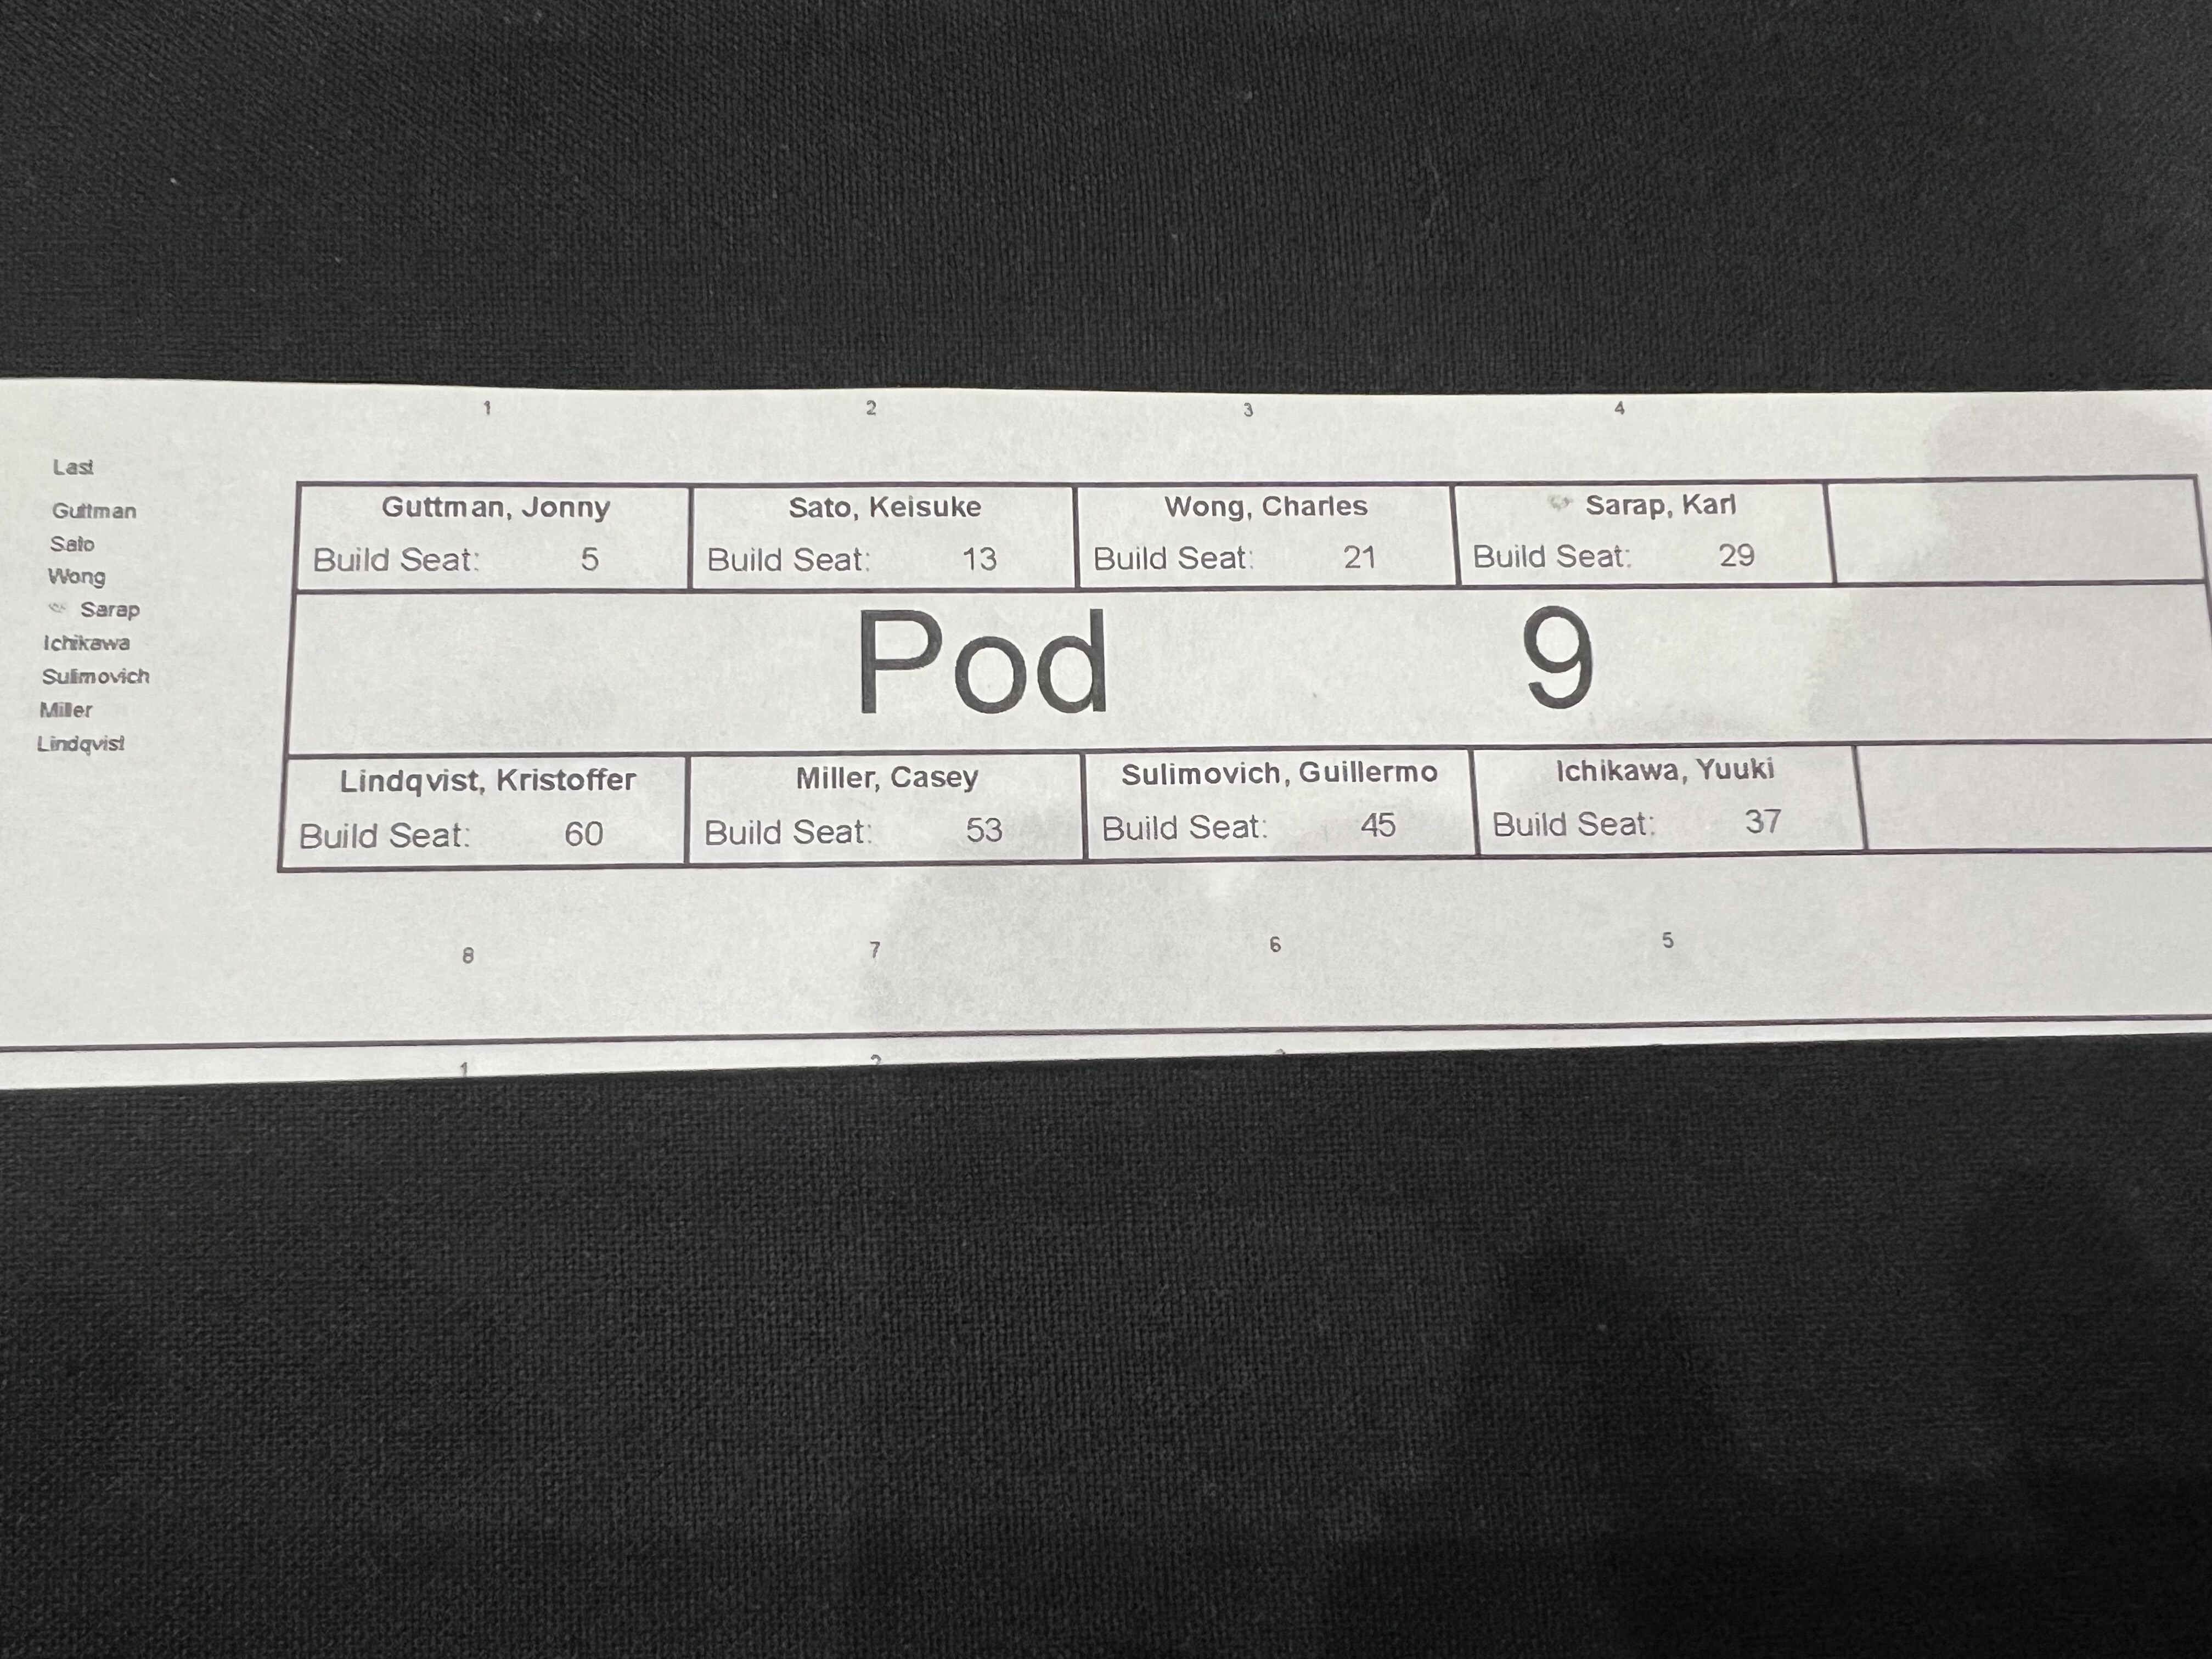 1 2 3 4
Last
Guttman
Sato
Wong
Sarap
Ichikawa
Sulimovich
Miller
Lindqvist
Guttman, Jonny Sato, Keisuke Wong, Charles Sarap, Karl
Build Seat: 5 Build Seat: 13 Build Seat: 21 Build Seat: 29
Pod 9
Lindqvist, Kristoffer Miller, Casey Sulimovich, Guillermo Ichikawa, Yuuki
Build Seat: 60 Build Seat: 53 Build Seat: 45 Build Seat: 37
8 7 6 5
1 2